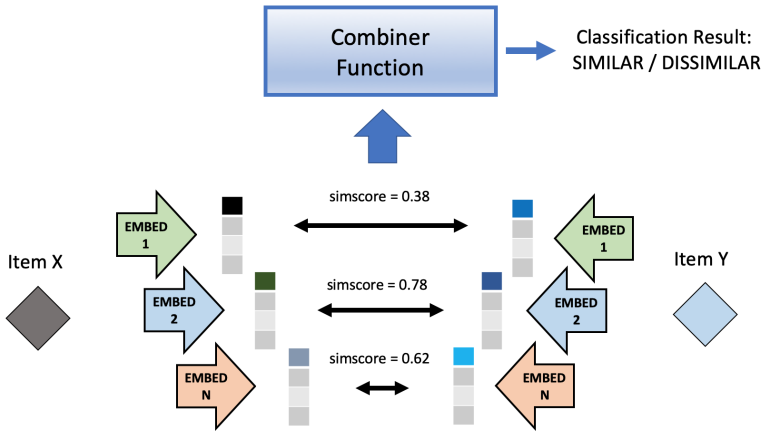 Combiner
Function
Classification Result:
SIMILAR / DISSIMILAR
simscore = 0.38
EMBED
1
EMBED
1
Item X
Item Y
simscore = 0.78
EMBED
2
EMBED
2
simscore = 0.62
EMBED
N
EMBED
N